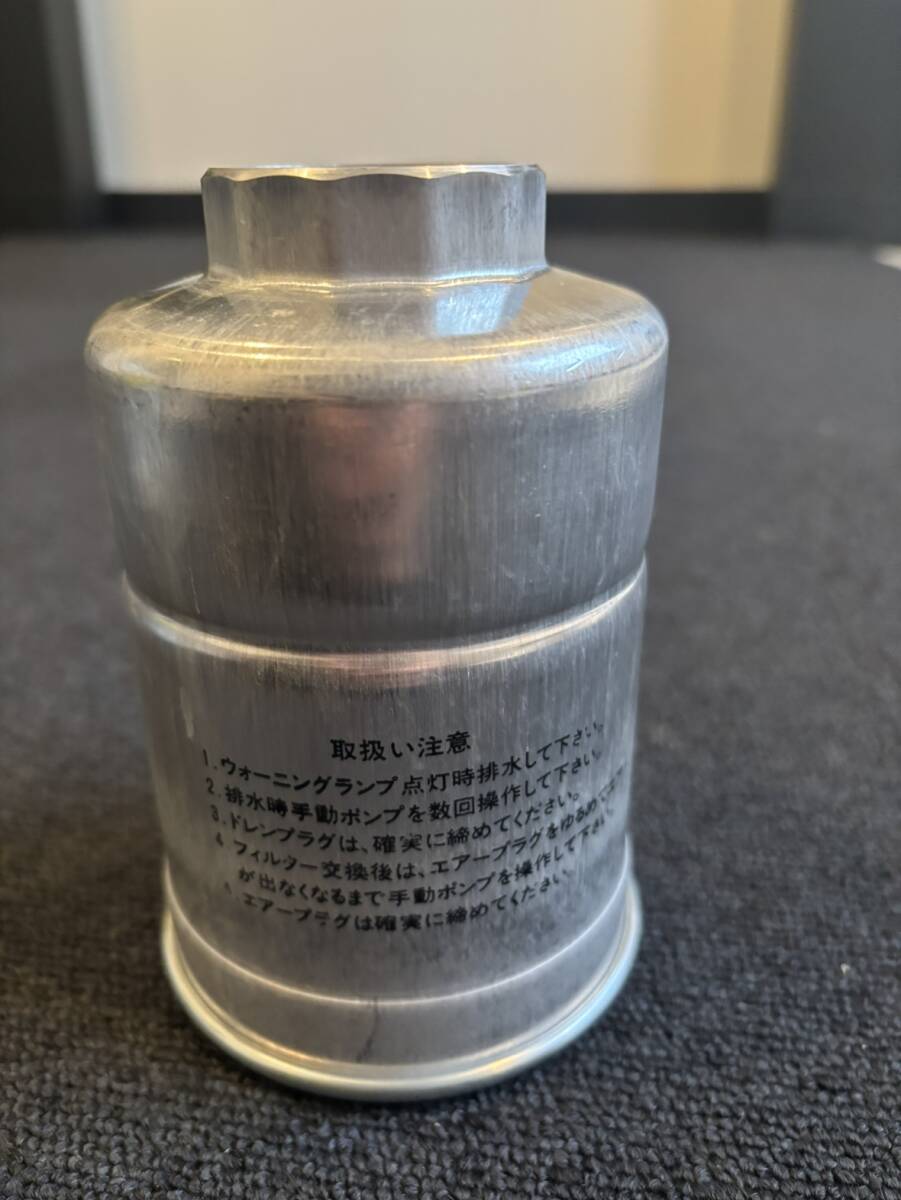 取扱い注意
1.ウォーニングランプ点灯時排水して下さい。
2.排水時手動ポンプを数回操作して下さい。
3.ドレンプラグは、確実に締めてください。
4.フィルター交換後は、エアープラグをゆるめて
が出なくなるまで手動ポンプを操作して下さい。
エアープラグは確実に締めてください。